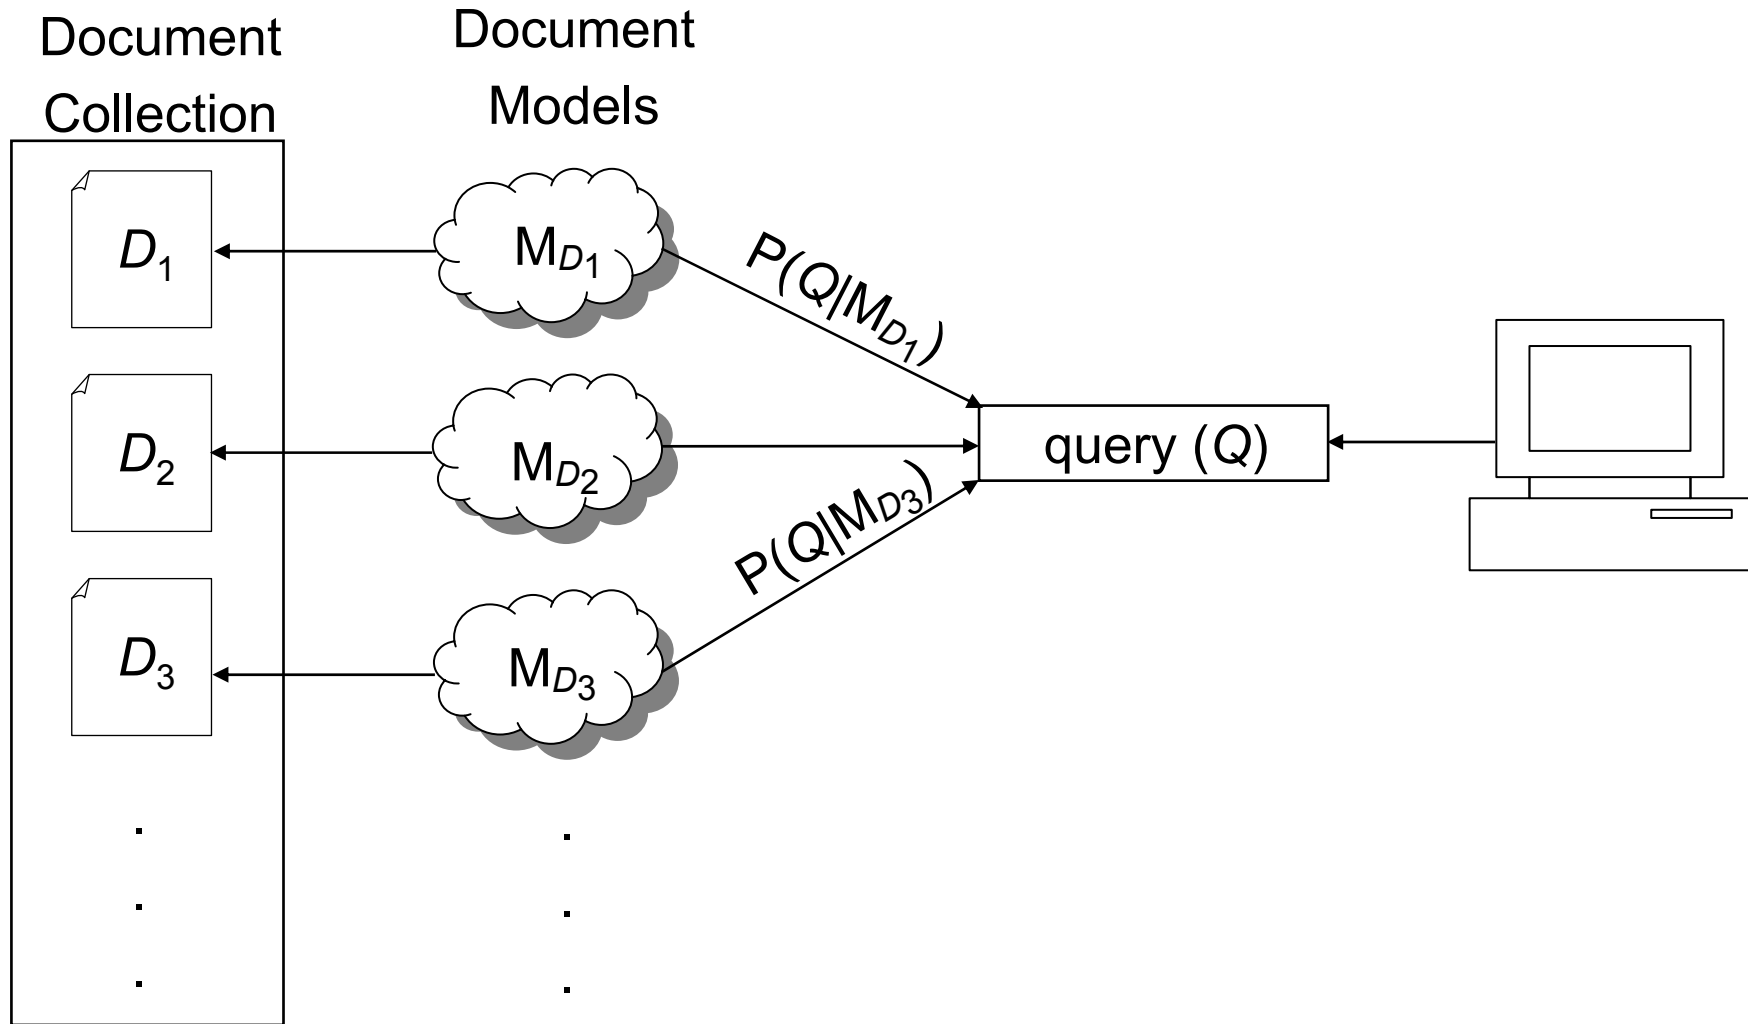 Document
Collection
Document
Models
D1
MD1
P(Q|MD1)
D2
MD2
query (Q)
P(Q|MD3)
D3
MD3
.
.
.
.
.
.